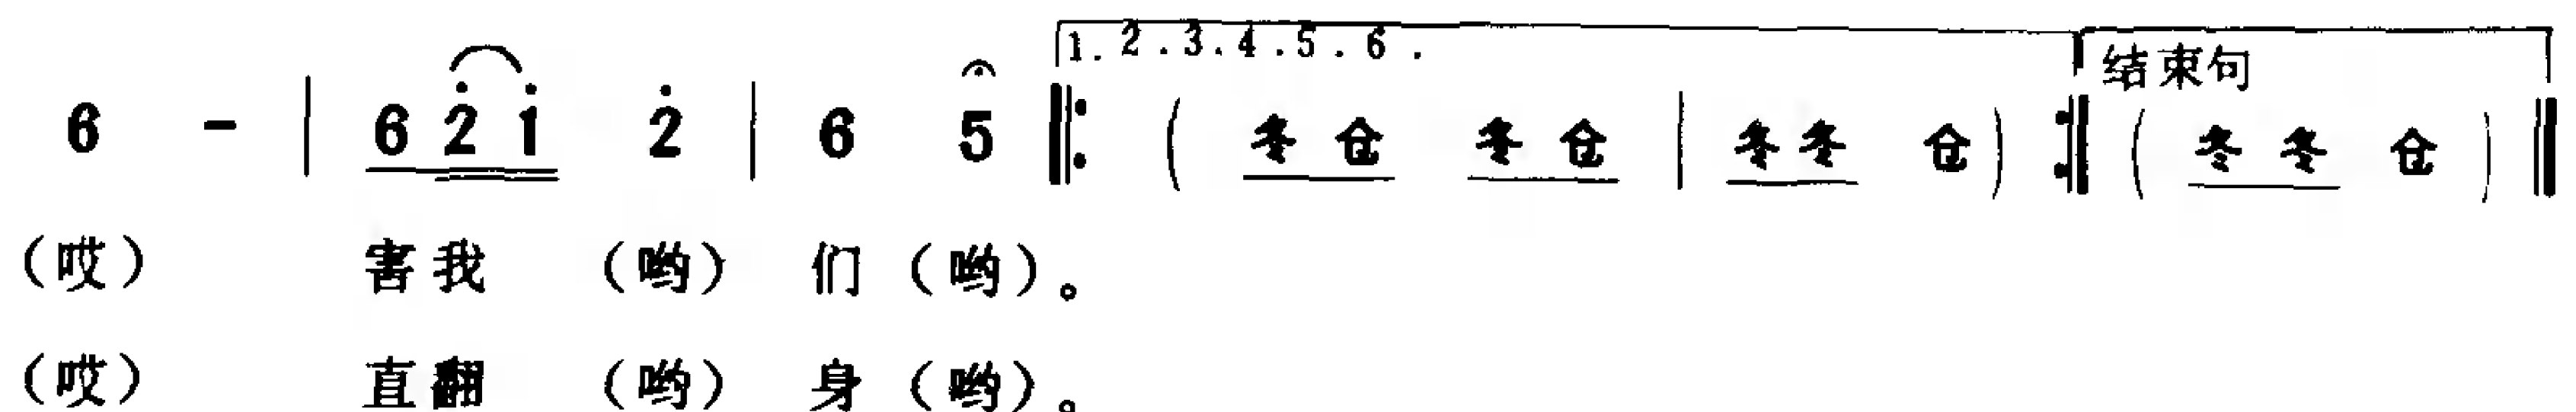 1. 2. 3. 4. 5. 6. 结束句
6 - | 6 2̇ 1̇ 2̇ | 6 5 ‖: ( 冬 仓 冬 仓 | 冬冬 仓 ) :‖ ( 冬 冬 仓 ) ‖
（哎） 害我 （哟） 们 （哟）。
（哎） 直翻 （哟） 身 （哟）。